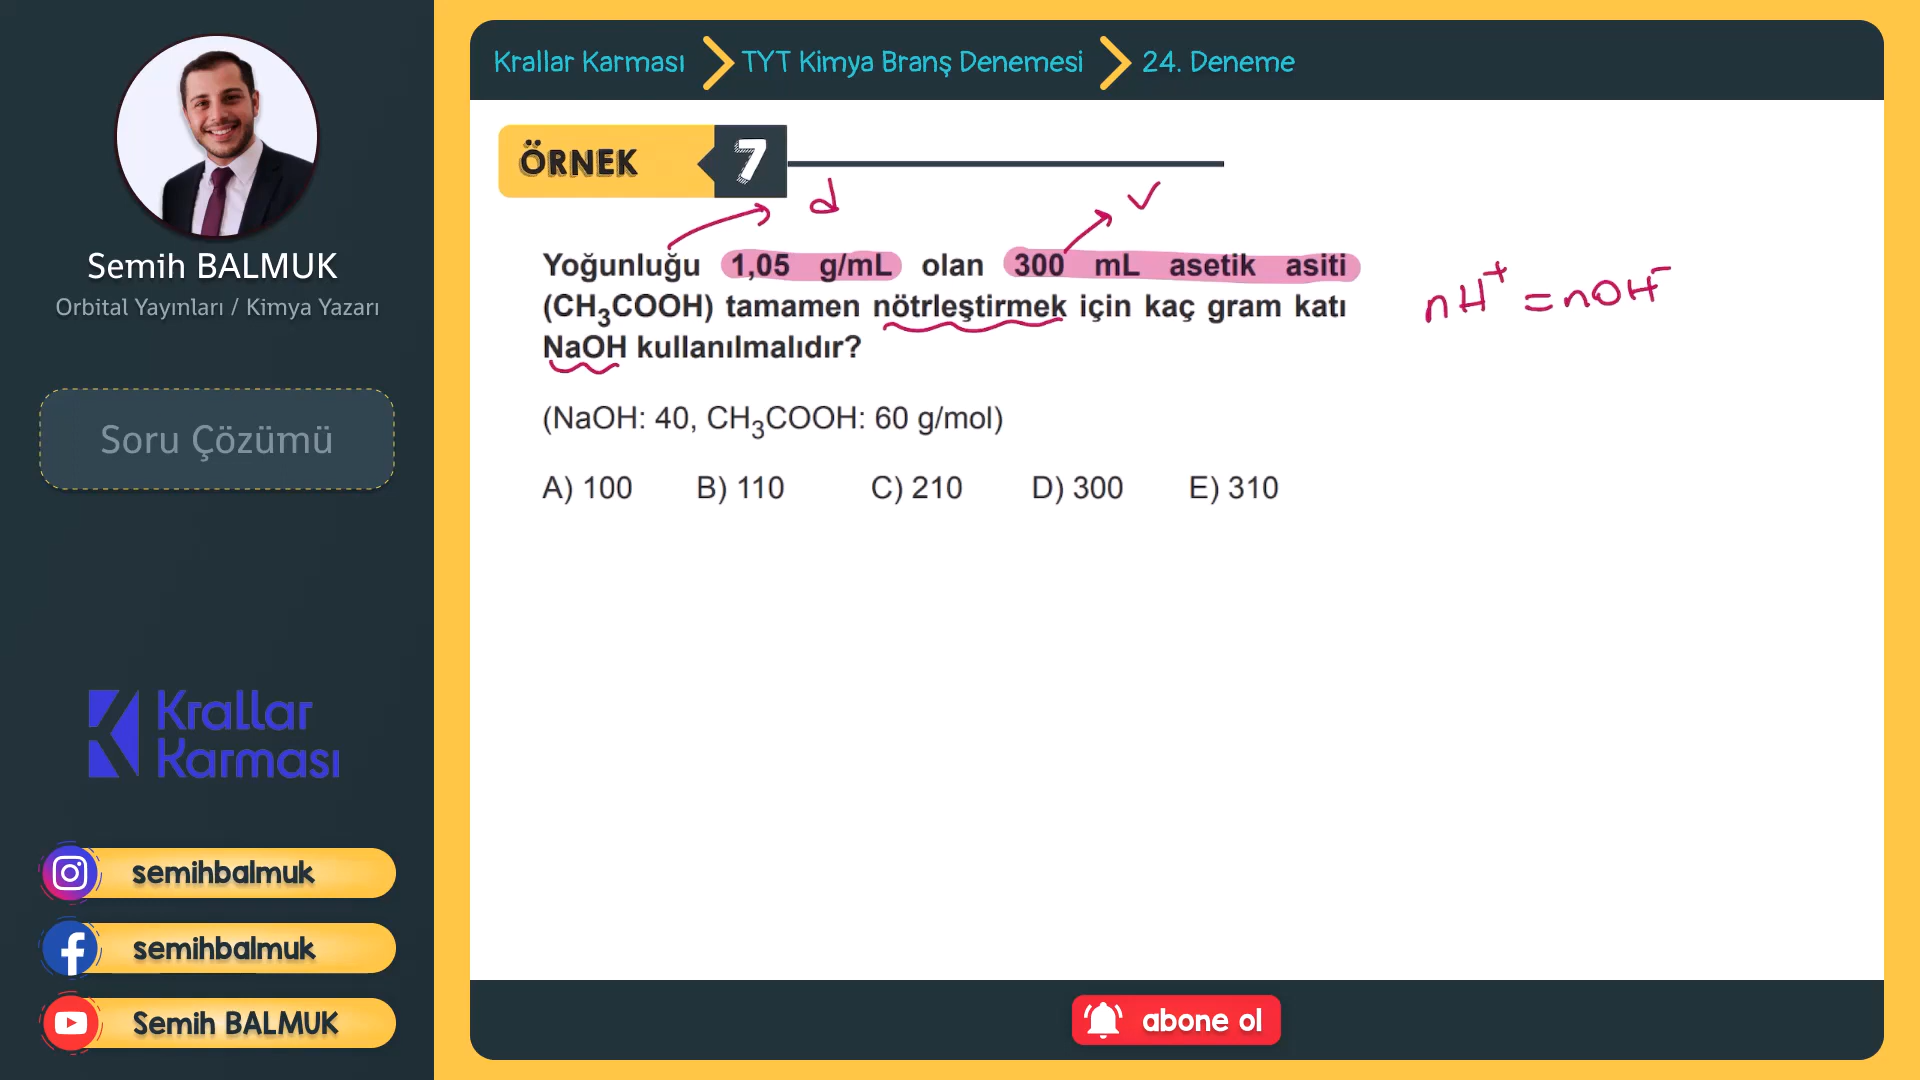 Krallar Karması TYT Kimya Branş Denemesi 24. Deneme
ÖRNEK 7
d
V
Yoğunluğu 1,05 g/mL olan 300 mL asetik asiti
(CH₃COOH) tamamen nötrleştirmek için kaç gram katı
NaOH kullanılmalıdır?
nH⁺ = nOH⁻
(NaOH: 40, CH₃COOH: 60 g/mol)
A) 100 B) 110 C) 210 D) 300 E) 310
Semih BALMUK
Orbital Yayınları / Kimya Yazarı
Soru Çözümü
Krallar
Karması
semihbalmuk
semihbalmuk
Semih BALMUK
abone ol